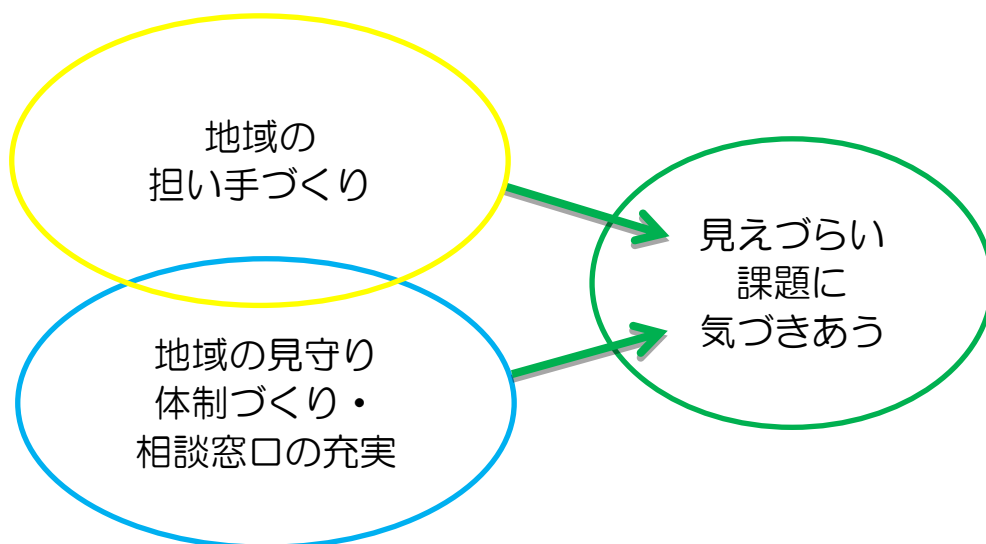 地域の
担い手づくり
地域の見守り
体制づくり・
相談窓口の充実
見えづらい
課題に
気づきあう